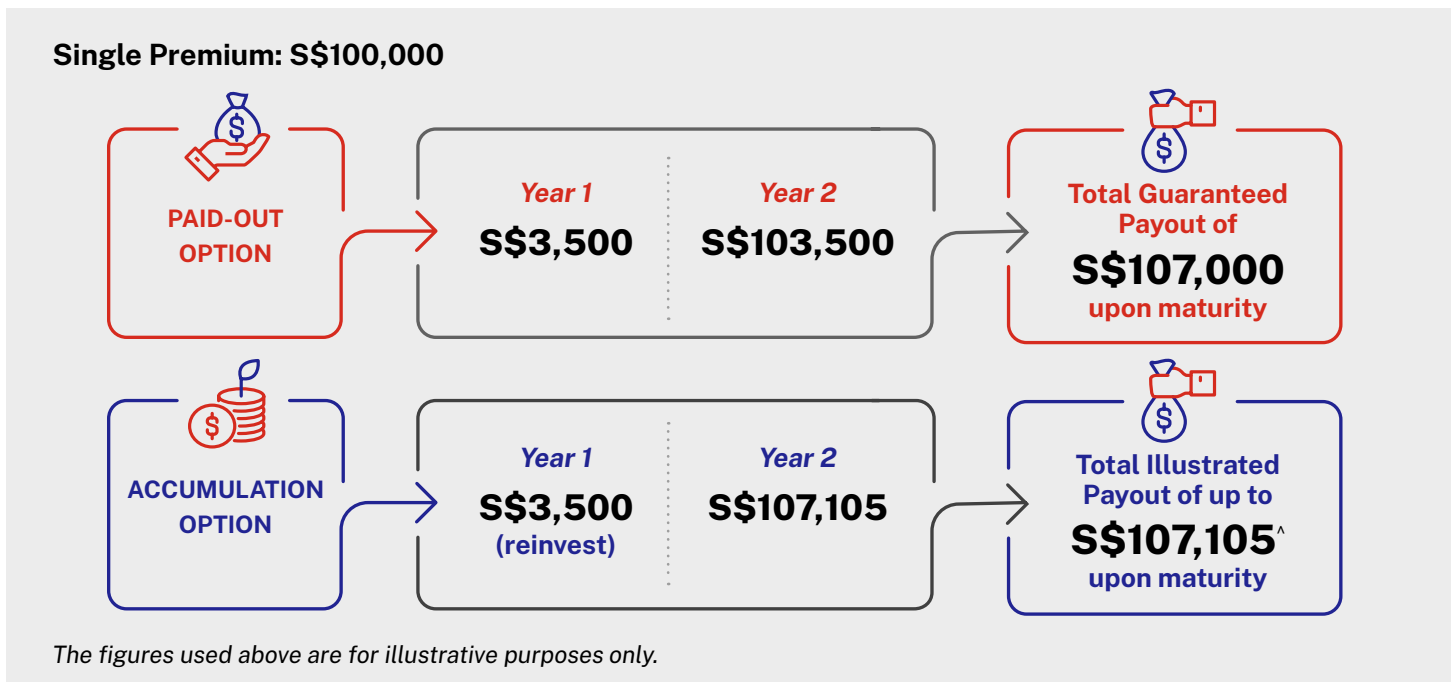 Single Premium: S$100,000
PAID-OUT
OPTION
Year 1
S$3,500
Year 2
S$103,500
Total Guaranteed
Payout of
S$107,000
upon maturity
ACCUMULATION
OPTION
Year 1
S$3,500
(reinvest)
Year 2
S$107,105
Total Illustrated
Payout of up to
S$107,105^
upon maturity
The figures used above are for illustrative purposes only.